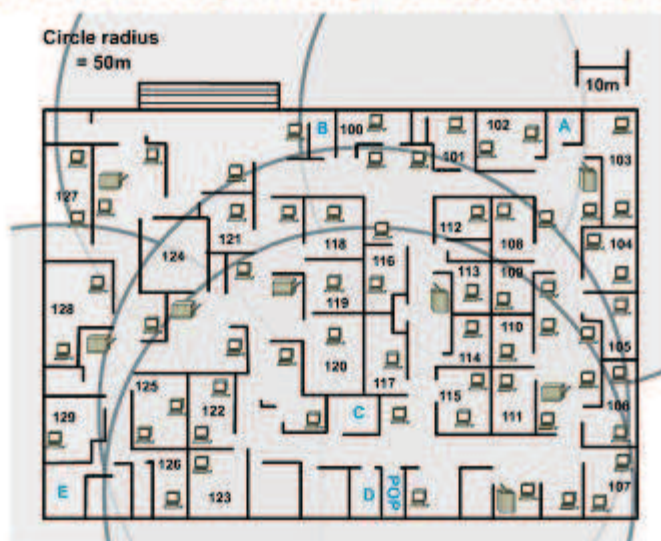 Circle radius
= 50m
10m
B 100 102 A
101 103
127
121 112 108
118
124 116 104
113 109
128 119
110
114 105
120 117
125 115 106
122 111
129 C
126
E 123 D POP 107